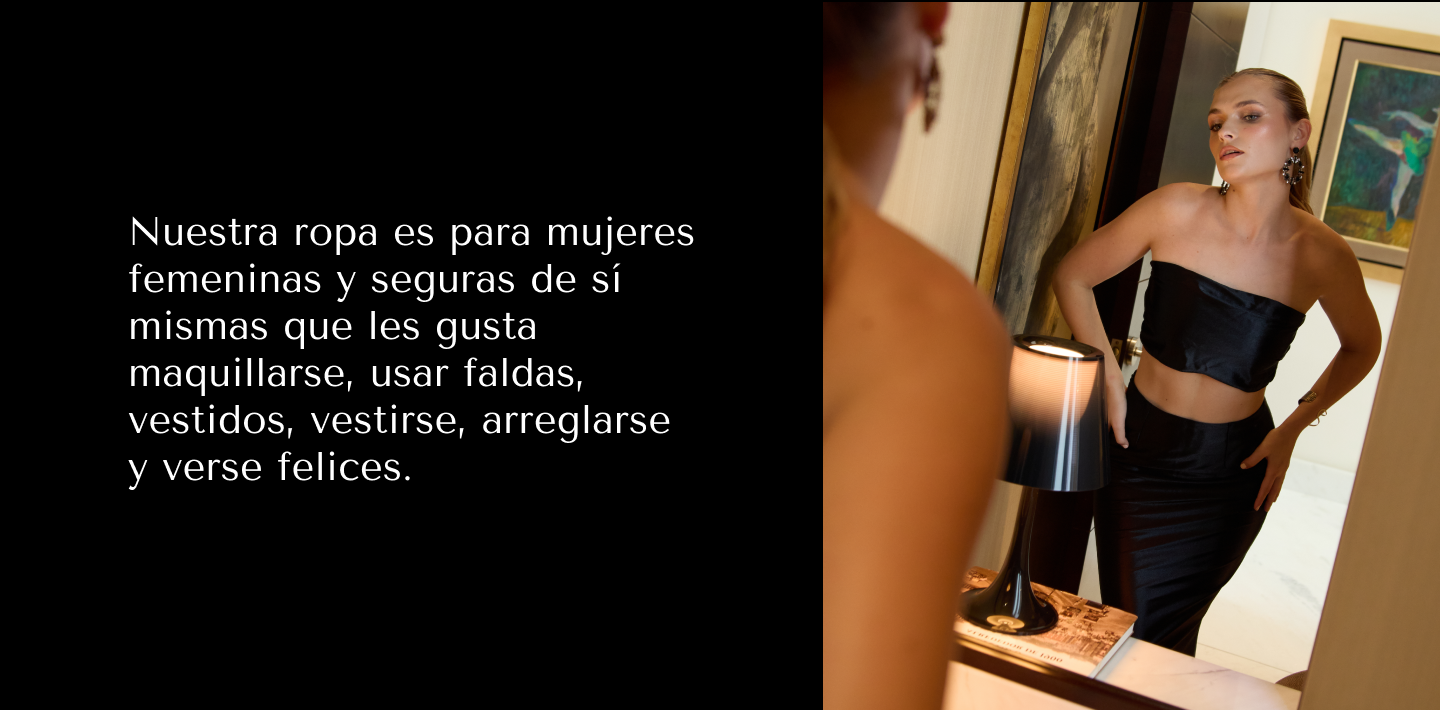 Nuestra ropa es para mujeres
femeninas y seguras de sí
mismas que les gusta
maquillarse, usar faldas,
vestidos, vestirse, arreglarse
y verse felices.